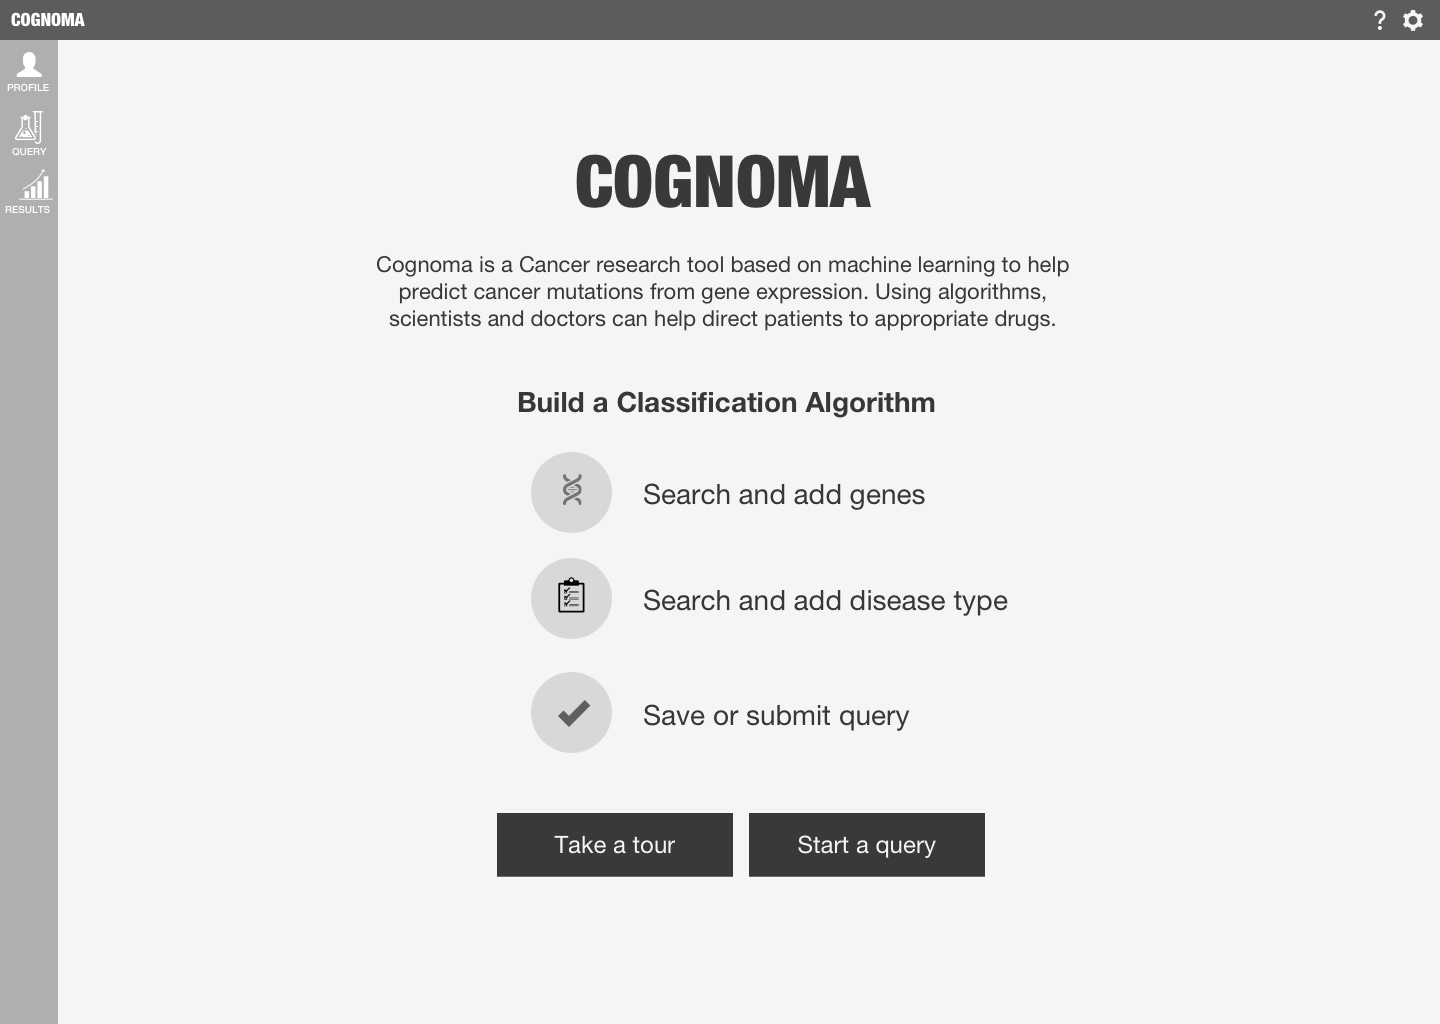 COGNOMA
?
PROFILE
QUERY
RESULTS
COGNOMA
Cognoma is a Cancer research tool based on machine learning to help
predict cancer mutations from gene expression. Using algorithms,
scientists and doctors can help direct patients to appropriate drugs.
Build a Classification Algorithm
Search and add genes
Search and add disease type
Save or submit query
Take a tour
Start a query